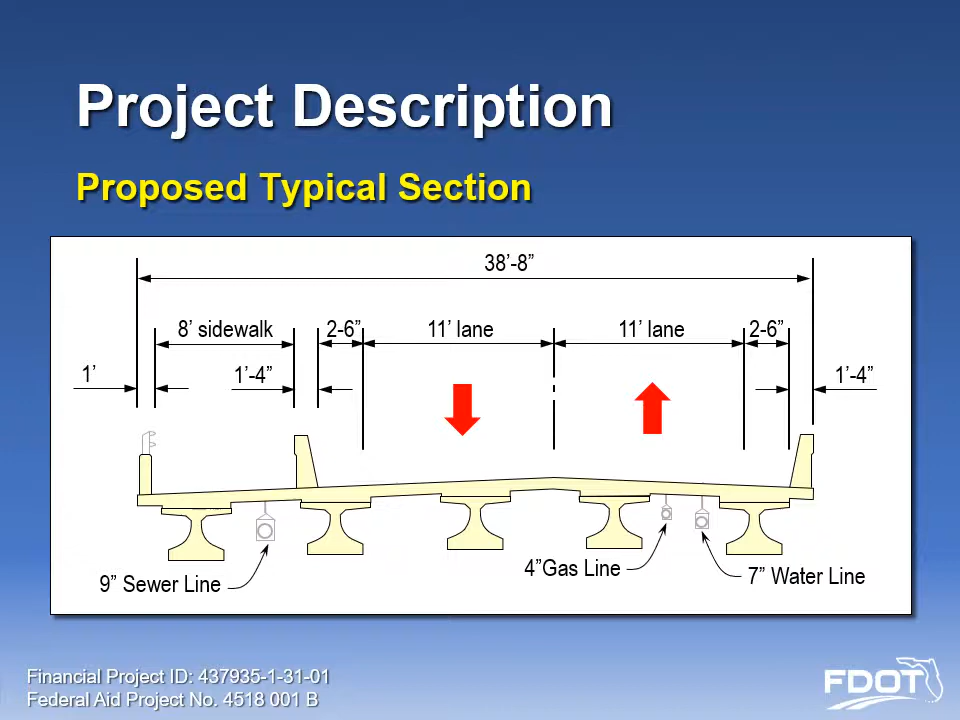 Project Description
Proposed Typical Section
38’-8”
8’ sidewalk 2-6” 11’ lane 11’ lane 2-6”
1’ 1’-4” 1’-4”
9” Sewer Line
4”Gas Line
7” Water Line
Financial Project ID: 437935-1-31-01
Federal Aid Project No. 4518 001 B
FDOT